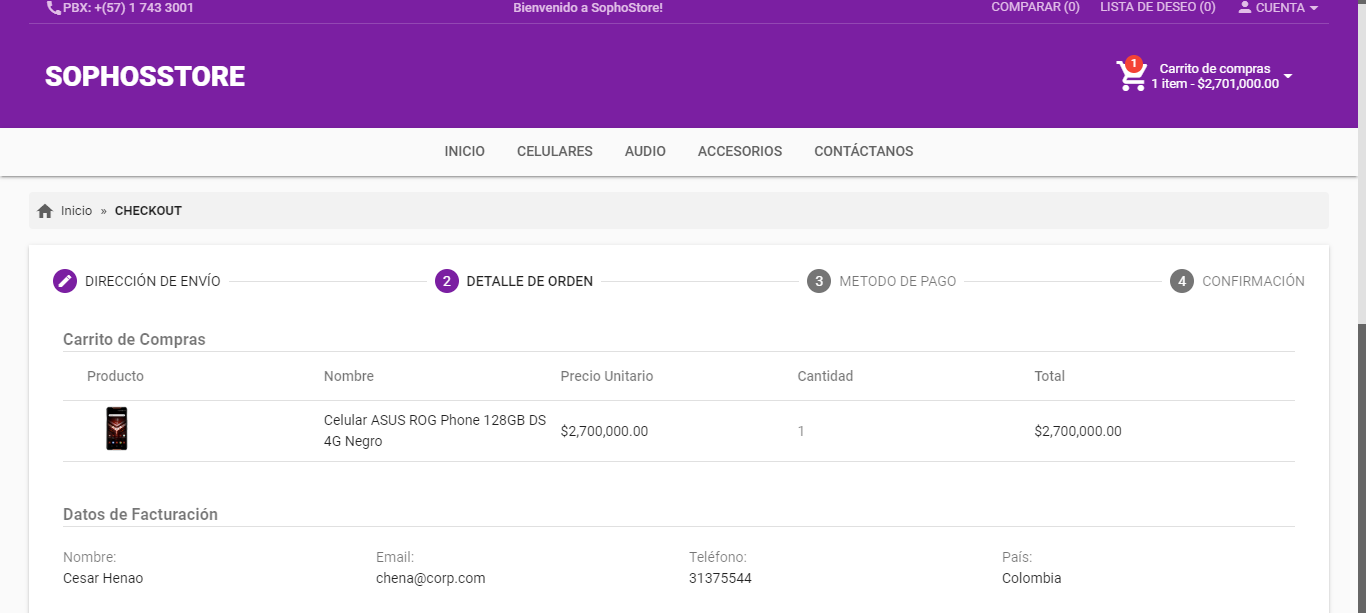 PBX: +(57) 1 743 3001
Bienvenido a SophoStore!
COMPARAR (0)
LISTA DE DESEO (0)
CUENTA
SOPHOSSTORE
1
Carrito de compras
1 item - $2,701,000.00
INICIO
CELULARES
AUDIO
ACCESORIOS
CONTÁCTANOS
Inicio » CHECKOUT
DIRECCIÓN DE ENVÍO
2 DETALLE DE ORDEN
3 METODO DE PAGO
4 CONFIRMACIÓN
Carrito de Compras
Producto
Nombre
Precio Unitario
Cantidad
Total
Celular ASUS ROG Phone 128GB DS
4G Negro
$2,700,000.00
1
$2,700,000.00
Datos de Facturación
Nombre:
Cesar Henao
Email:
chena@corp.com
Teléfono:
31375544
País:
Colombia